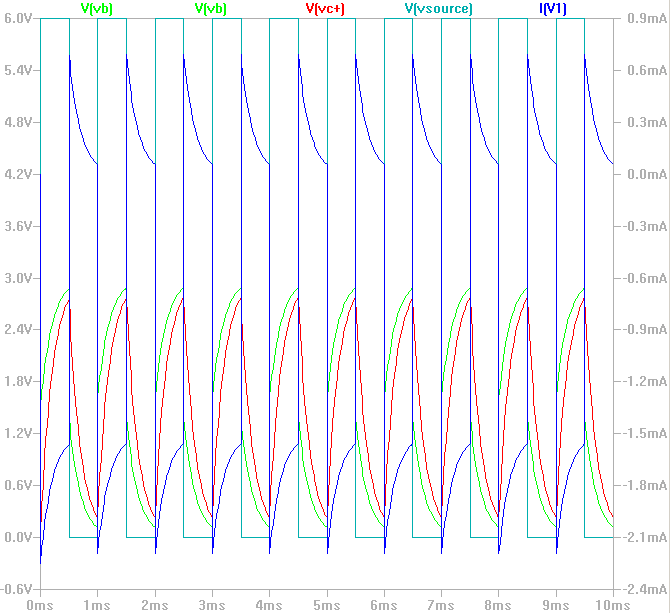 V(vb) V(vb) V(vc+) V(vsource) I(V1)
6.0V 0.9mA
5.4V 0.6mA
4.8V 0.3mA
4.2V 0.0mA
3.6V -0.3mA
3.0V -0.6mA
2.4V -0.9mA
1.8V -1.2mA
1.2V -1.5mA
0.6V -1.8mA
0.0V -2.1mA
-0.6V -2.4mA
0ms 1ms 2ms 3ms 4ms 5ms 6ms 7ms 8ms 9ms 10ms